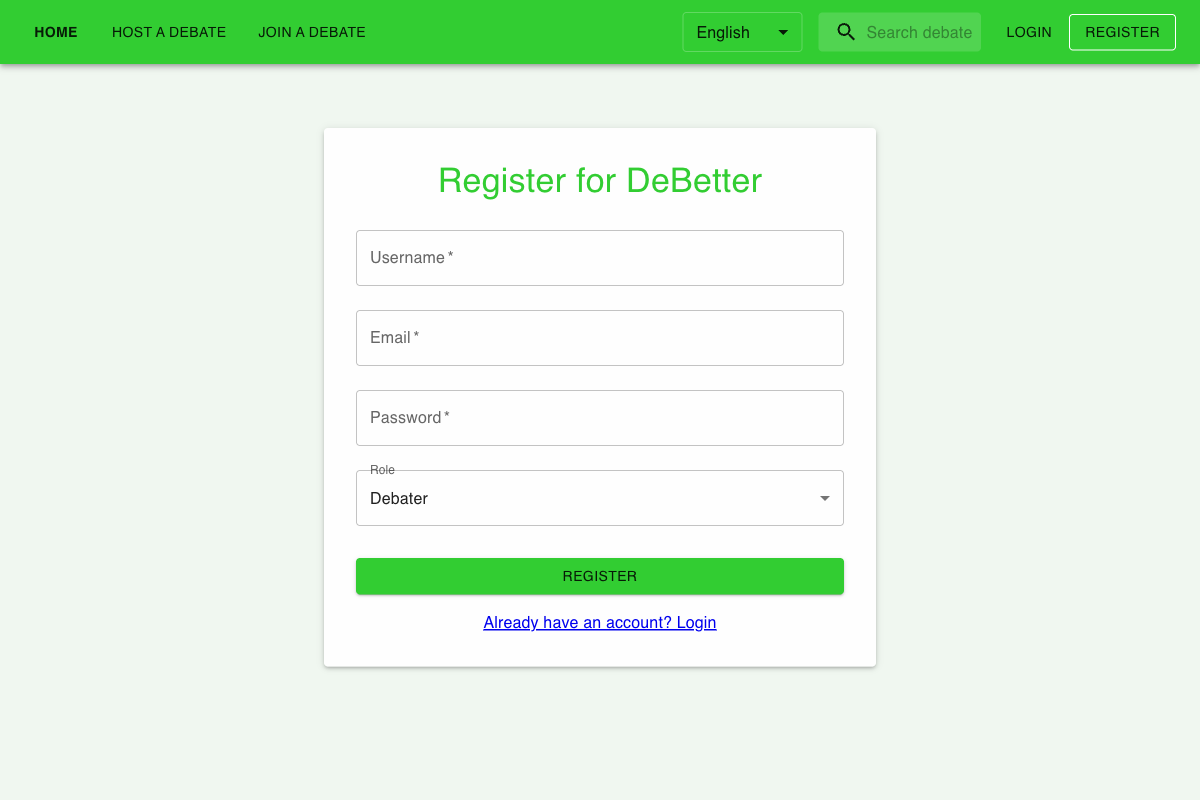 HOME HOST A DEBATE JOIN A DEBATE English Search debate LOGIN REGISTER
Register for DeBetter
Username *
Email *
Password *
Role
Debater
REGISTER
Already have an account? Login